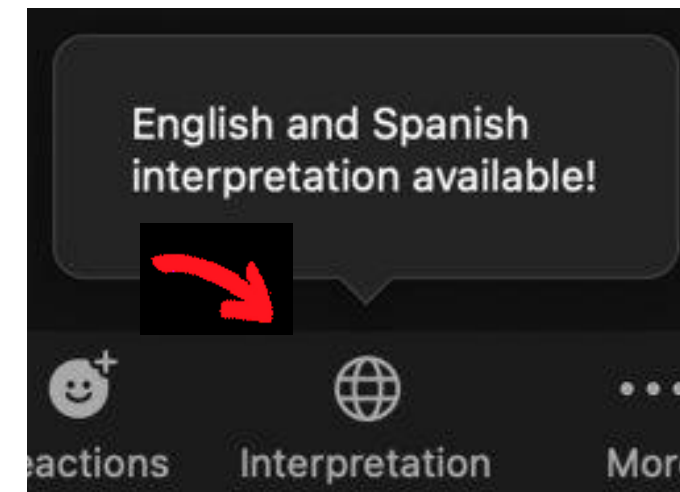 English and Spanish
interpretation available!
eactions Interpretation Mor